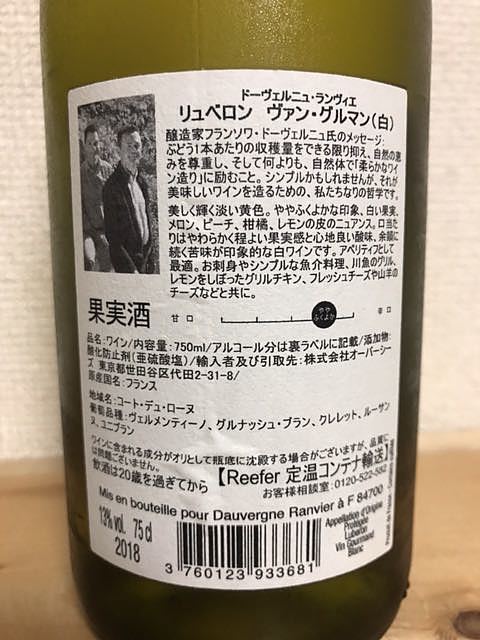 ドーヴェルニュ・ランヴィエ
リュベロン ヴァン・グルマン(白)
醸造家フランソワ・ドーヴェルニュ氏のメッセージ:
ぶどう1本あたりの収穫量をできる限り抑え、自然の恵
みを尊重し、そして何よりも、自然体で「柔らかなワイ
ン造り」に励むこと。シンプルかもしれませんが、それが
美味しいワインを造るための、私たちなりの哲学です。
美しく輝く淡い黄色。ややふくよかな印象、白い果実、
メロン、ピーチ、柑橘、レモンの皮のニュアンス。口当
たりはやわらかく程よい果実感と心地良い酸味、余韻に
続く苦味が印象的な白ワインです。アペリティフとして
最適。お刺身やシンプルな魚介料理、川魚のグリル、
レモンをしぼったグリルチキン、フレッシュチーズや山羊の
チーズなどと共に。
果実酒
甘口
やや
ふくよか
辛口
品名:ワイン/内容量:750ml/アルコール分は裏ラベルに記載/添加物:
酸化防止剤(亜硫酸塩)/輸入者及び引取先:株式会社オーバーシー
ズ 東京都世田谷区代田2-31-8/
原産国名:フランス
地域名:コート・デュ・ローヌ
葡萄品種:ヴェルメンティーノ、グルナッシュ・ブラン、クレレット、ルーサン
ヌ、ユニブラン
ワインに含まれる成分がオリとして瓶底に沈殿する場合がございますが、品質に
は問題ございません。
飲酒は20歳を過ぎてから
【Reefer 定温コンテナ輸送】
お客様相談室:0120-522-582
Mis en bouteille pour Dauvergne Ranvier à F 84700
13% vol. 75 cl
2018
Appellation d'Origine
Protégée
Luberon
Vin Gourmand
Blanc
3 760123 933681